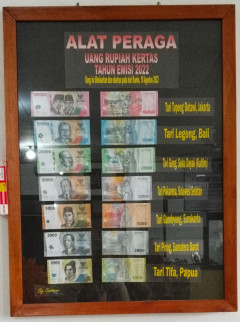 ALAT PERAGA
UANG RUPIAH KERTAS
TAHUN EMISI 2022
Tari Topeng Betawi, Jakarta
Tari Legong, Bali
Tari Gong, Suku Dayak (Kaltim)
Tari Pakarena, Sulawesi Selatan
Tari Gambyong, Surakarta
Tari Piring, Sumatera Barat
Tari Tifa, Papua